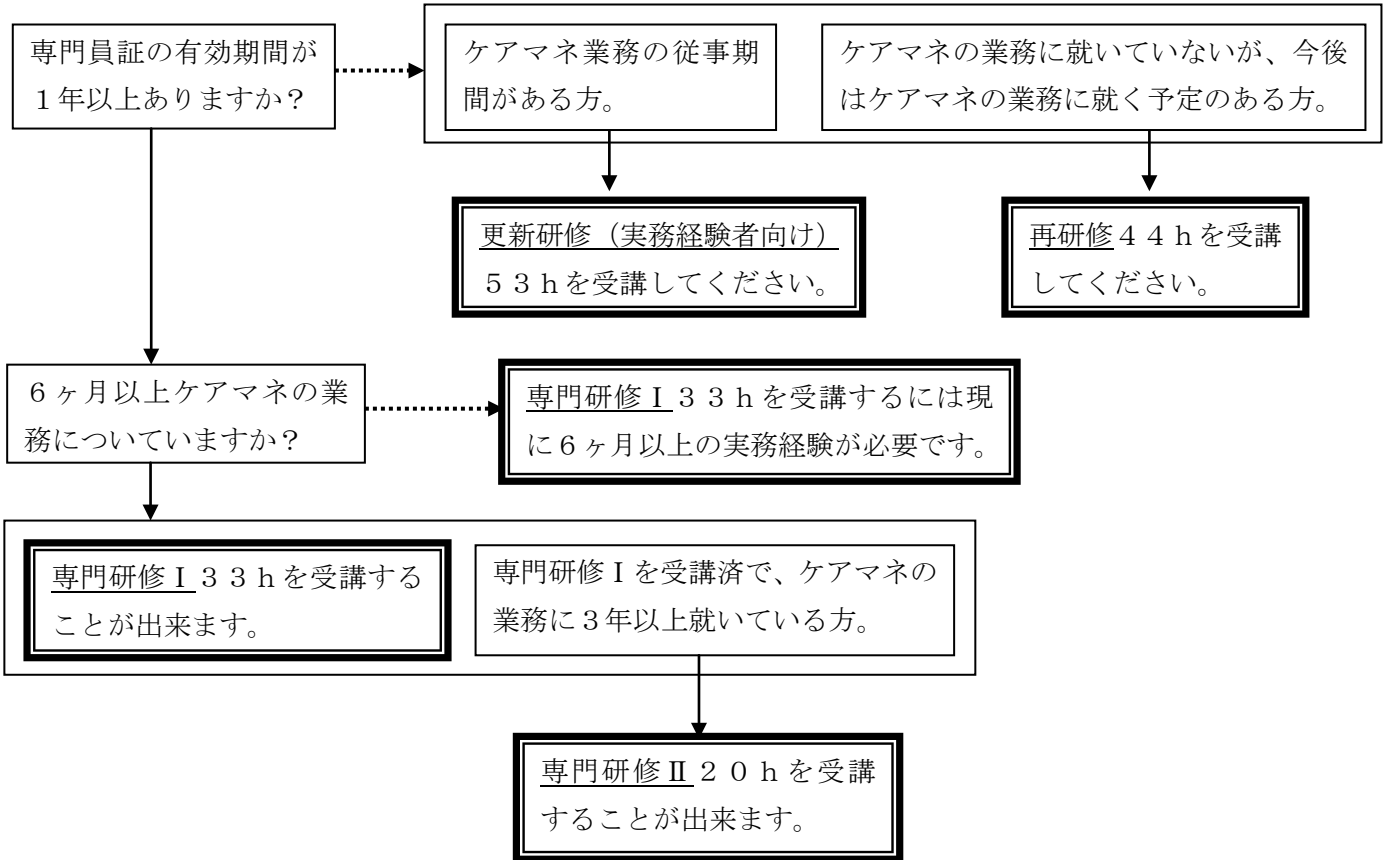 専門員証の有効期間が
１年以上ありますか？
ケアマネ業務の従事期
間がある方。
ケアマネの業務に就いていないが、今後
はケアマネの業務に就く予定のある方。
更新研修（実務経験者向け）
５３ｈを受講してください。
再研修４４ｈを受講
してください。
６ヶ月以上ケアマネの業
務についていますか？
専門研修Ⅰ３３ｈを受講するには現
に６ヶ月以上の実務経験が必要です。
専門研修Ⅰ３３ｈを受講する
ことが出来ます。
専門研修Ⅰを受講済で、ケアマネの
業務に３年以上就いている方。
専門研修Ⅱ２０ｈを受講
することが出来ます。